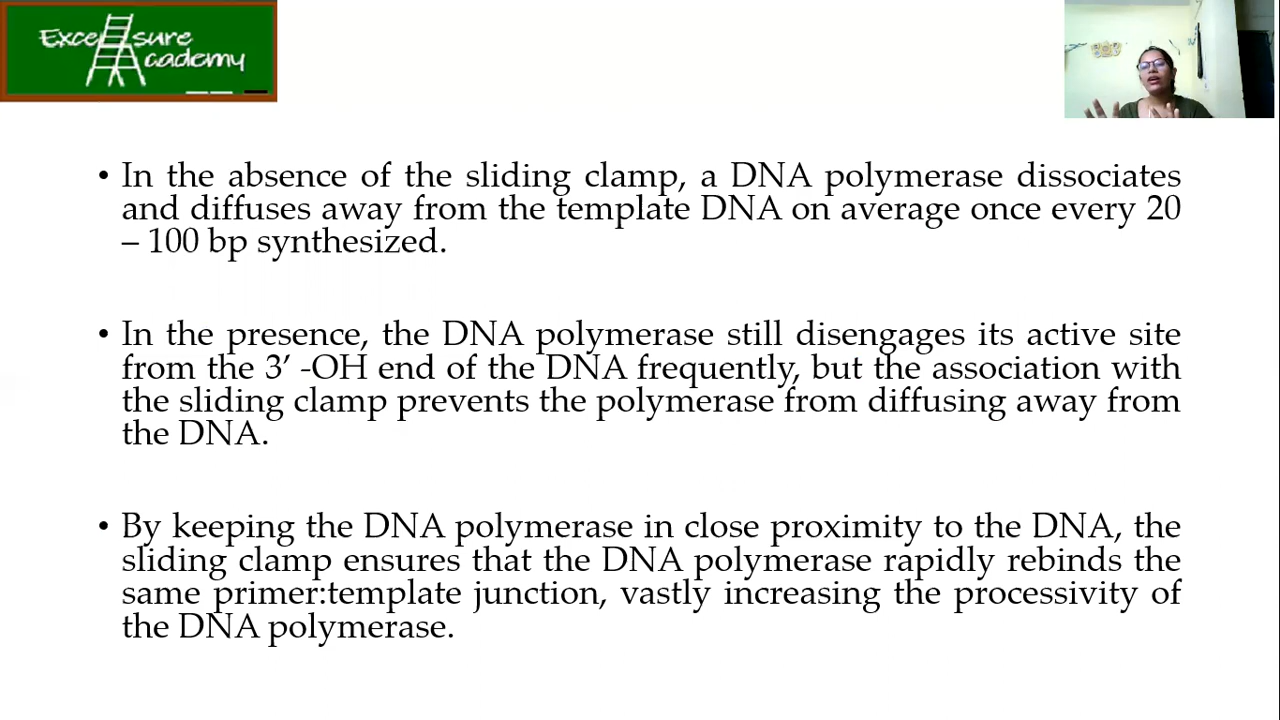 Excel sure
Academy
• In the absence of the sliding clamp, a DNA polymerase dissociates
and diffuses away from the template DNA on average once every 20
– 100 bp synthesized.
• In the presence, the DNA polymerase still disengages its active site
from the 3’ -OH end of the DNA frequently, but the association with
the sliding clamp prevents the polymerase from diffusing away from
the DNA.
• By keeping the DNA polymerase in close proximity to the DNA, the
sliding clamp ensures that the DNA polymerase rapidly rebinds the
same primer:template junction, vastly increasing the processivity of
the DNA polymerase.